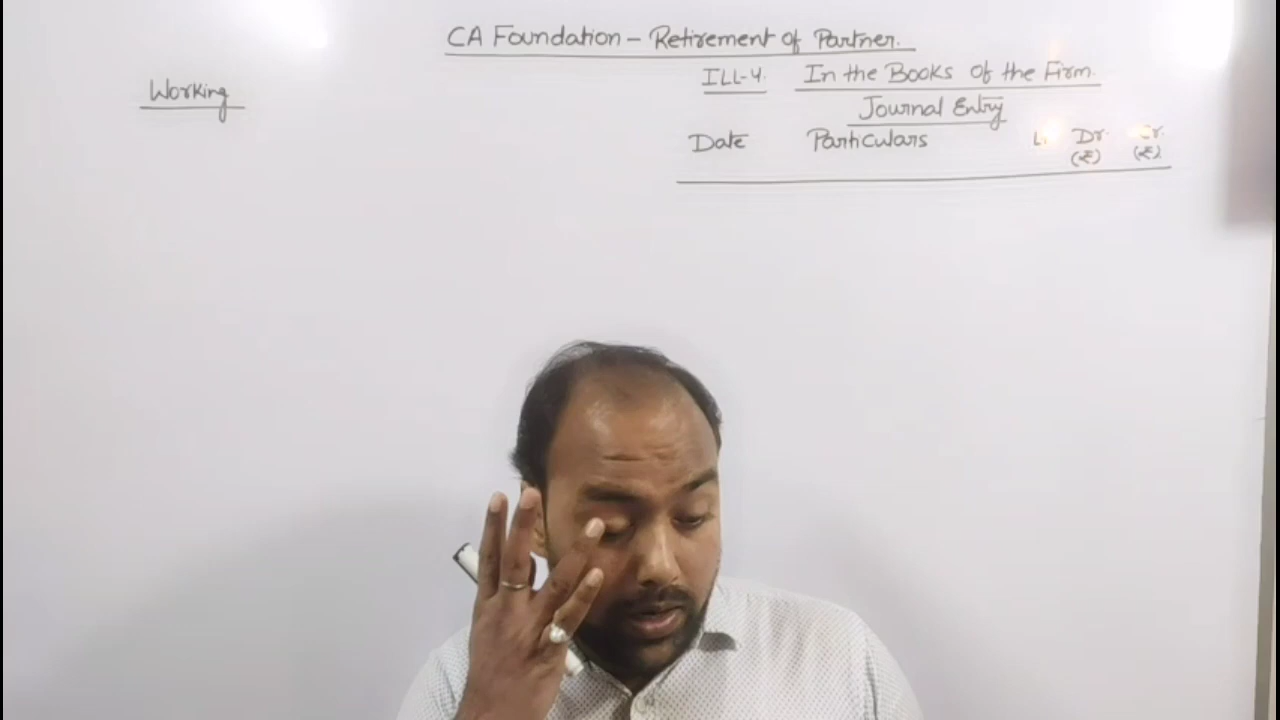 CA Foundation – Retirement of Partner.
Working
ILL-4. In the Books of the Firm.
Journal Entry
Date Particulars Dr. Cr.
(₹) (₹)